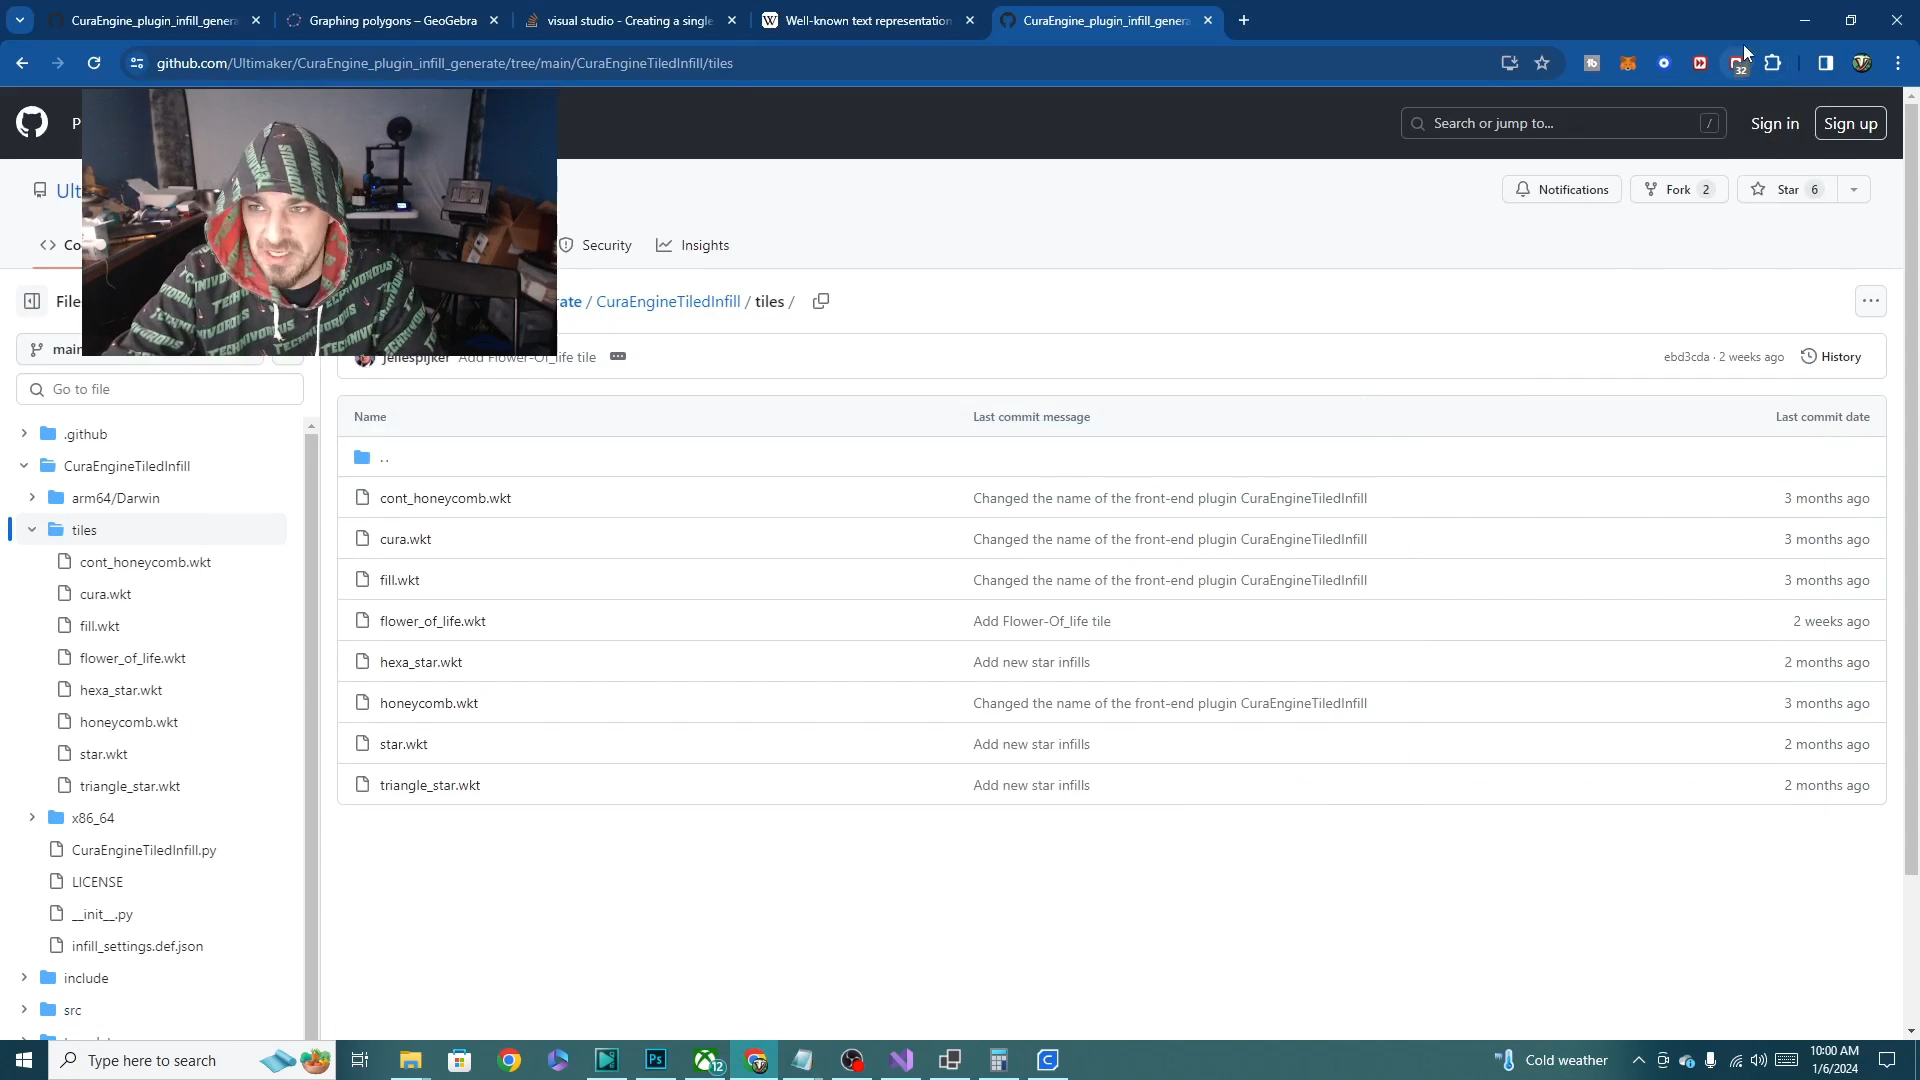 CuraEngine_plugin_infill_genera
Graphing polygons – GeoGebra
visual studio - Creating a single
Well-known text representation
CuraEngine_plugin_infill_genera
github.com/Ultimaker/CuraEngine_plugin_infill_generate/tree/main/CuraEngineTiledInfill/tiles
32
P
Search or jump to...
/
Sign in
Sign up
Ult
Notifications
Fork 2
Star 6
Co
Security
Insights
File
rate / CuraEngineTiledInfill / tiles /
main
jellespijker Add Flower-Of_life tile
ebd3cda · 2 weeks ago
History
Go to file
Name
Last commit message
Last commit date
..
cont_honeycomb.wkt
Changed the name of the front-end plugin CuraEngineTiledInfill
3 months ago
cura.wkt
Changed the name of the front-end plugin CuraEngineTiledInfill
3 months ago
fill.wkt
Changed the name of the front-end plugin CuraEngineTiledInfill
3 months ago
flower_of_life.wkt
Add Flower-Of_life tile
2 weeks ago
hexa_star.wkt
Add new star infills
2 months ago
honeycomb.wkt
Changed the name of the front-end plugin CuraEngineTiledInfill
3 months ago
star.wkt
Add new star infills
2 months ago
triangle_star.wkt
Add new star infills
2 months ago
.github
CuraEngineTiledInfill
arm64/Darwin
tiles
cont_honeycomb.wkt
cura.wkt
fill.wkt
flower_of_life.wkt
hexa_star.wkt
honeycomb.wkt
star.wkt
triangle_star.wkt
x86_64
CuraEngineTiledInfill.py
LICENSE
__init__.py
infill_settings.def.json
include
src
TECHNIVOROUS
Type here to search
Ps
12
Cold weather
10:00 AM
1/6/2024